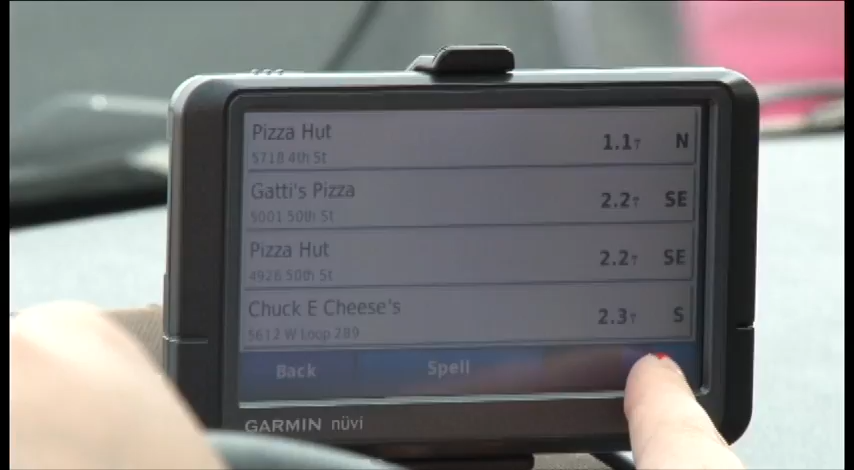 Pizza Hut
5718 4th St
1.1 N
Gatti's Pizza
5001 50th St
2.2 SE
Pizza Hut
4926 50th St
2.2 SE
Chuck E Cheese's
5612 W Loop 289
2.3 S
Back Spell
GARMIN nüvi